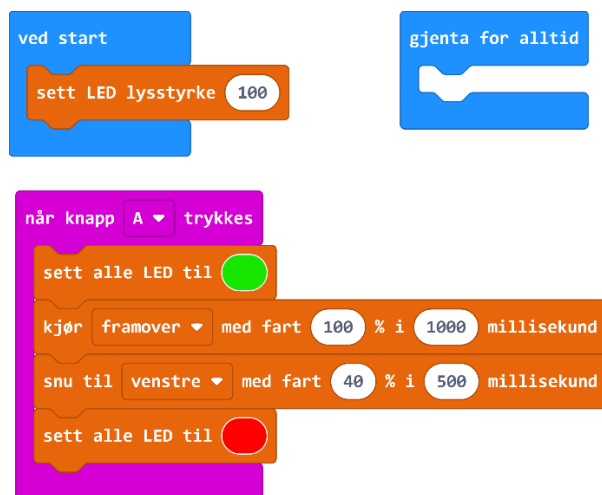 ved start
sett LED lysstyrke 100
gjenta for alltid
når knapp A trykkes
sett alle LED til
kjør framover med fart 100 % i 1000 millisekund
snu til venstre med fart 40 % i 500 millisekund
sett alle LED til